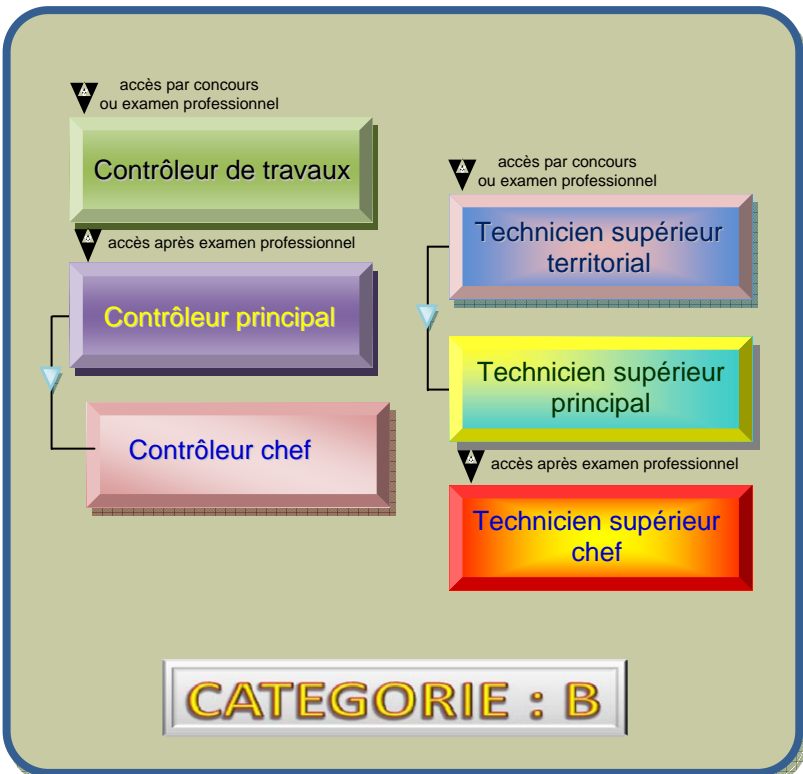 accès par concours
ou examen professionnel
Contrôleur de travaux
accès après examen professionnel
Contrôleur principal
Contrôleur chef
accès par concours
ou examen professionnel
Technicien supérieur
territorial
Technicien supérieur
principal
accès après examen professionnel
Technicien supérieur
chef
CATEGORIE : B